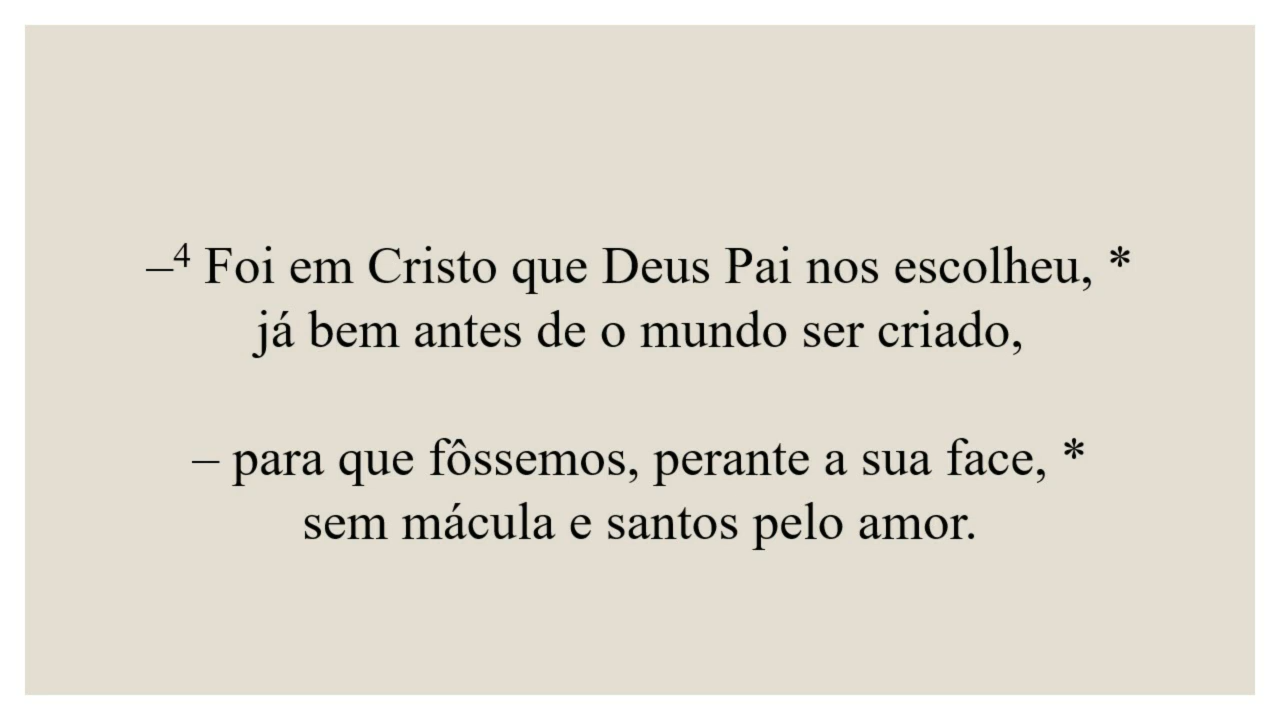 –⁴ Foi em Cristo que Deus Pai nos escolheu, *
já bem antes de o mundo ser criado,
– para que fôssemos, perante a sua face, *
sem mácula e santos pelo amor.